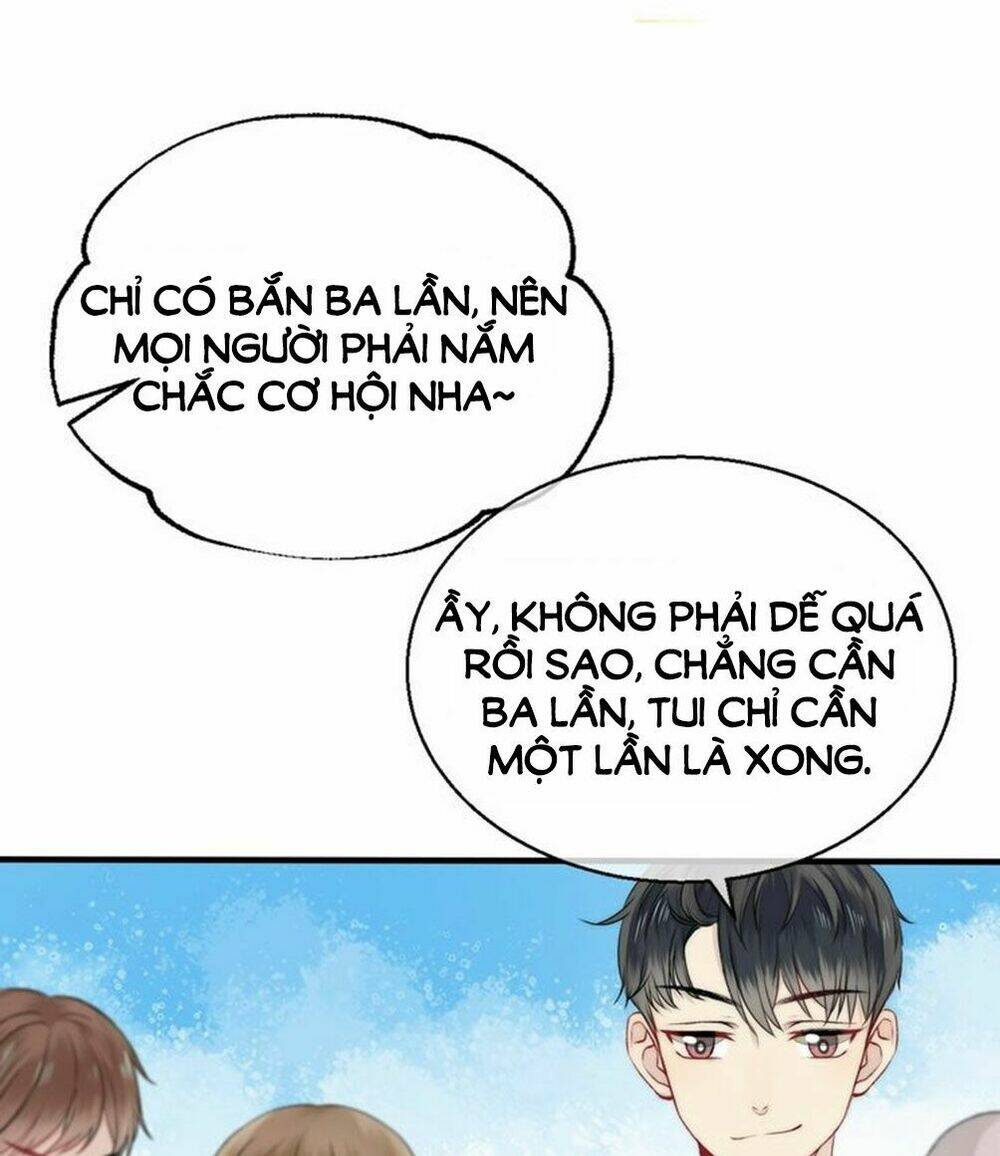 CHỈ CÓ BẮN BA LẦN, NÊN
MỌI NGƯỜI PHẢI NẮM
CHẮC CƠ HỘI NHA~
ẦY, KHÔNG PHẢI DỄ QUÁ
RỒI SAO, CHẲNG CẦN
BA LẦN, TUI CHỈ CẦN
MỘT LẦN LÀ XONG.